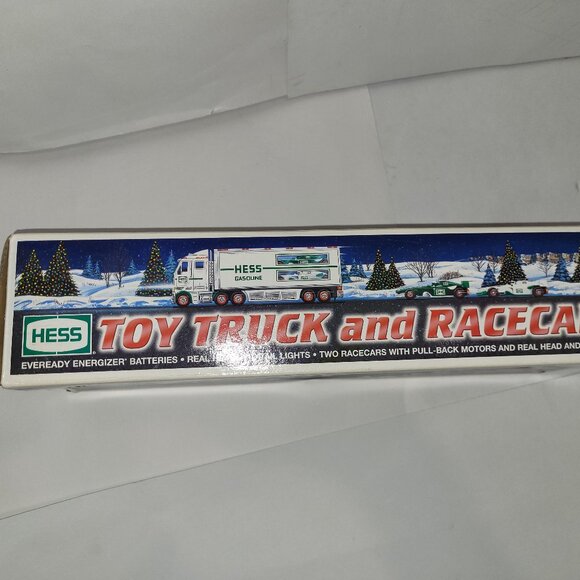 HESS
GASOLINE
HESS
TOY TRUCK and RACECA
EVEREADY ENERGIZER® BATTERIES • REAL LIGHTS • TWO RACECARS WITH PULL-BACK MOTORS AND REAL HEAD AND